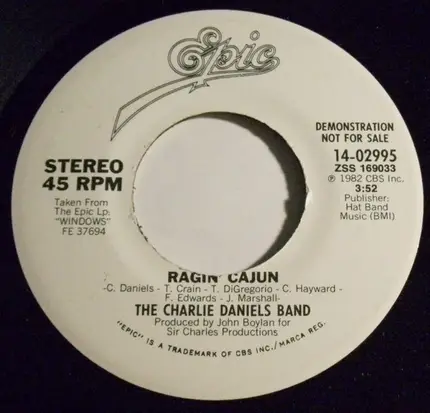 Epic
DEMONSTRATION
NOT FOR SALE
STEREO
45 RPM
Taken From
The Epic Lp:
"WINDOWS"
FE 37694
14-02995
ZSS 169033
℗ 1982 CBS Inc.
3:52
Publisher:
Hat Band
Music (BMI)
RAGIN' CAJUN
-C. Daniels - T. Crain - T. DiGregorio - C. Hayward -
F. Edwards - J. Marshall-
THE CHARLIE DANIELS BAND
Produced by John Boylan for
Sir Charles Productions
"EPIC" IS A TRADEMARK OF CBS INC./MARCA REG.